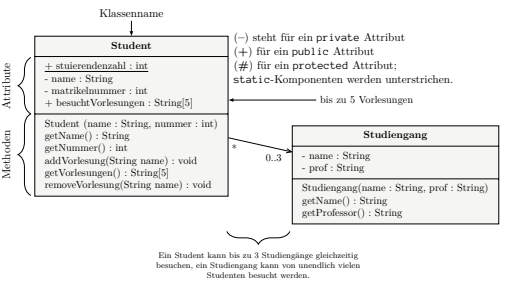 Klassenname
Student
+ stuierendenzahl : int
- name : String
- matrikelnummer : int
+ besuchtVorlesungen : String[5]
Student (name : String, nummer : int)
getName() : String
getNummer() : int
addVorlesung(String name) : void
getVorlesungen() : String[5]
removeVorlesung(String name) : void
Attribute
Methoden
(–) steht für ein private Attribut
(+) für ein public Attribut
(#) für ein protected Attribut;
static-Komponenten werden unterstrichen.
bis zu 5 Vorlesungen
*
0..3
Studiengang
- name : String
- prof : String
Studiengang(name : String, prof : String)
getName() : String
getProfessor() : String
Ein Student kann bis zu 3 Studiengänge gleichzeitig
besuchen, ein Studiengang kann von unendlich vielen
Studenten besucht werden.